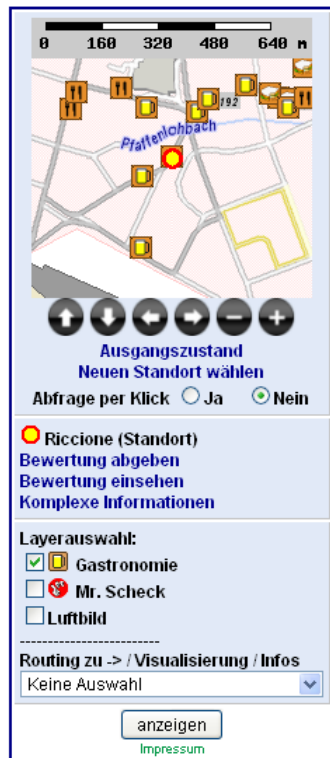 0 160 320 480 640 m
192
Pfaffenlohbach
Ausgangszustand
Neuen Standort wählen
Abfrage per Klick Ja Nein
Riccione (Standort)
Bewertung abgeben
Bewertung einsehen
Komplexe Informationen
Layerauswahl:
Gastronomie
Mr. Scheck
Luftbild
------------------------
Routing zu -> / Visualisierung / Infos
Keine Auswahl
anzeigen
Impressum